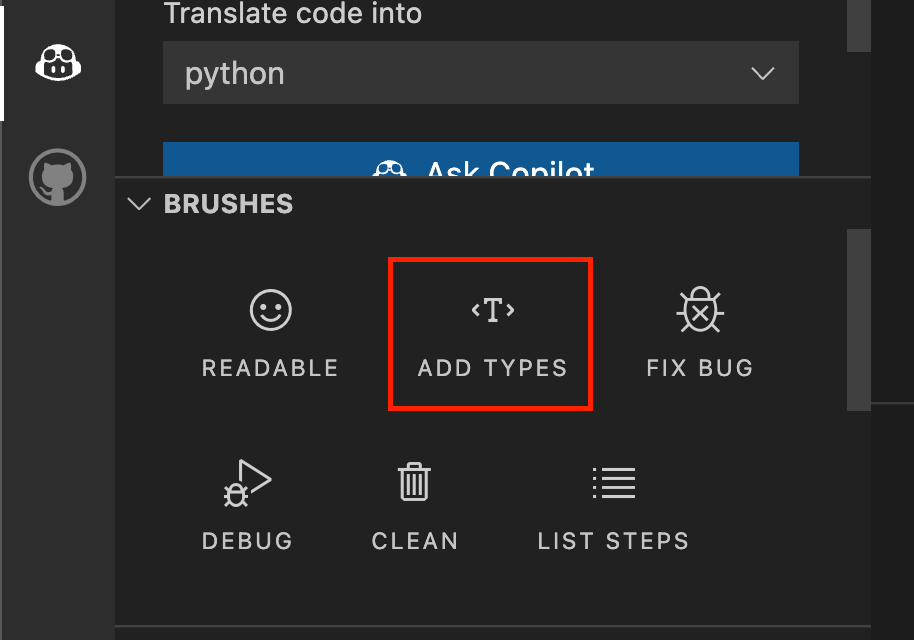 Translate code into
python
Ask Copilot
BRUSHES
<T>
READABLE ADD TYPES FIX BUG
DEBUG CLEAN LIST STEPS